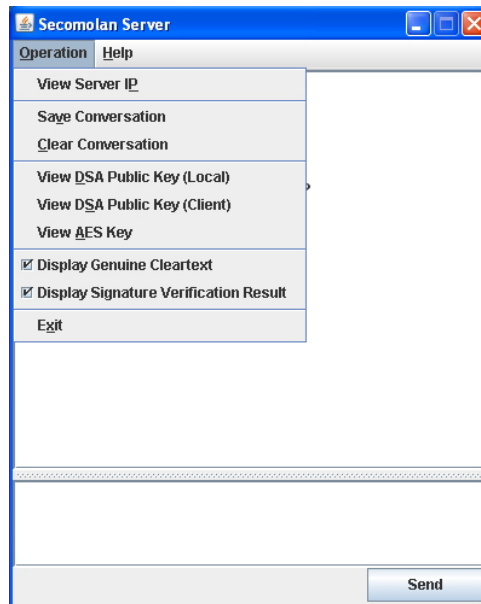 Secomolan Server
Operation Help
View Server IP
Save Conversation
Clear Conversation
View DSA Public Key (Local)
View DSA Public Key (Client)
View AES Key
Display Genuine Cleartext
Display Signature Verification Result
Exit
Send